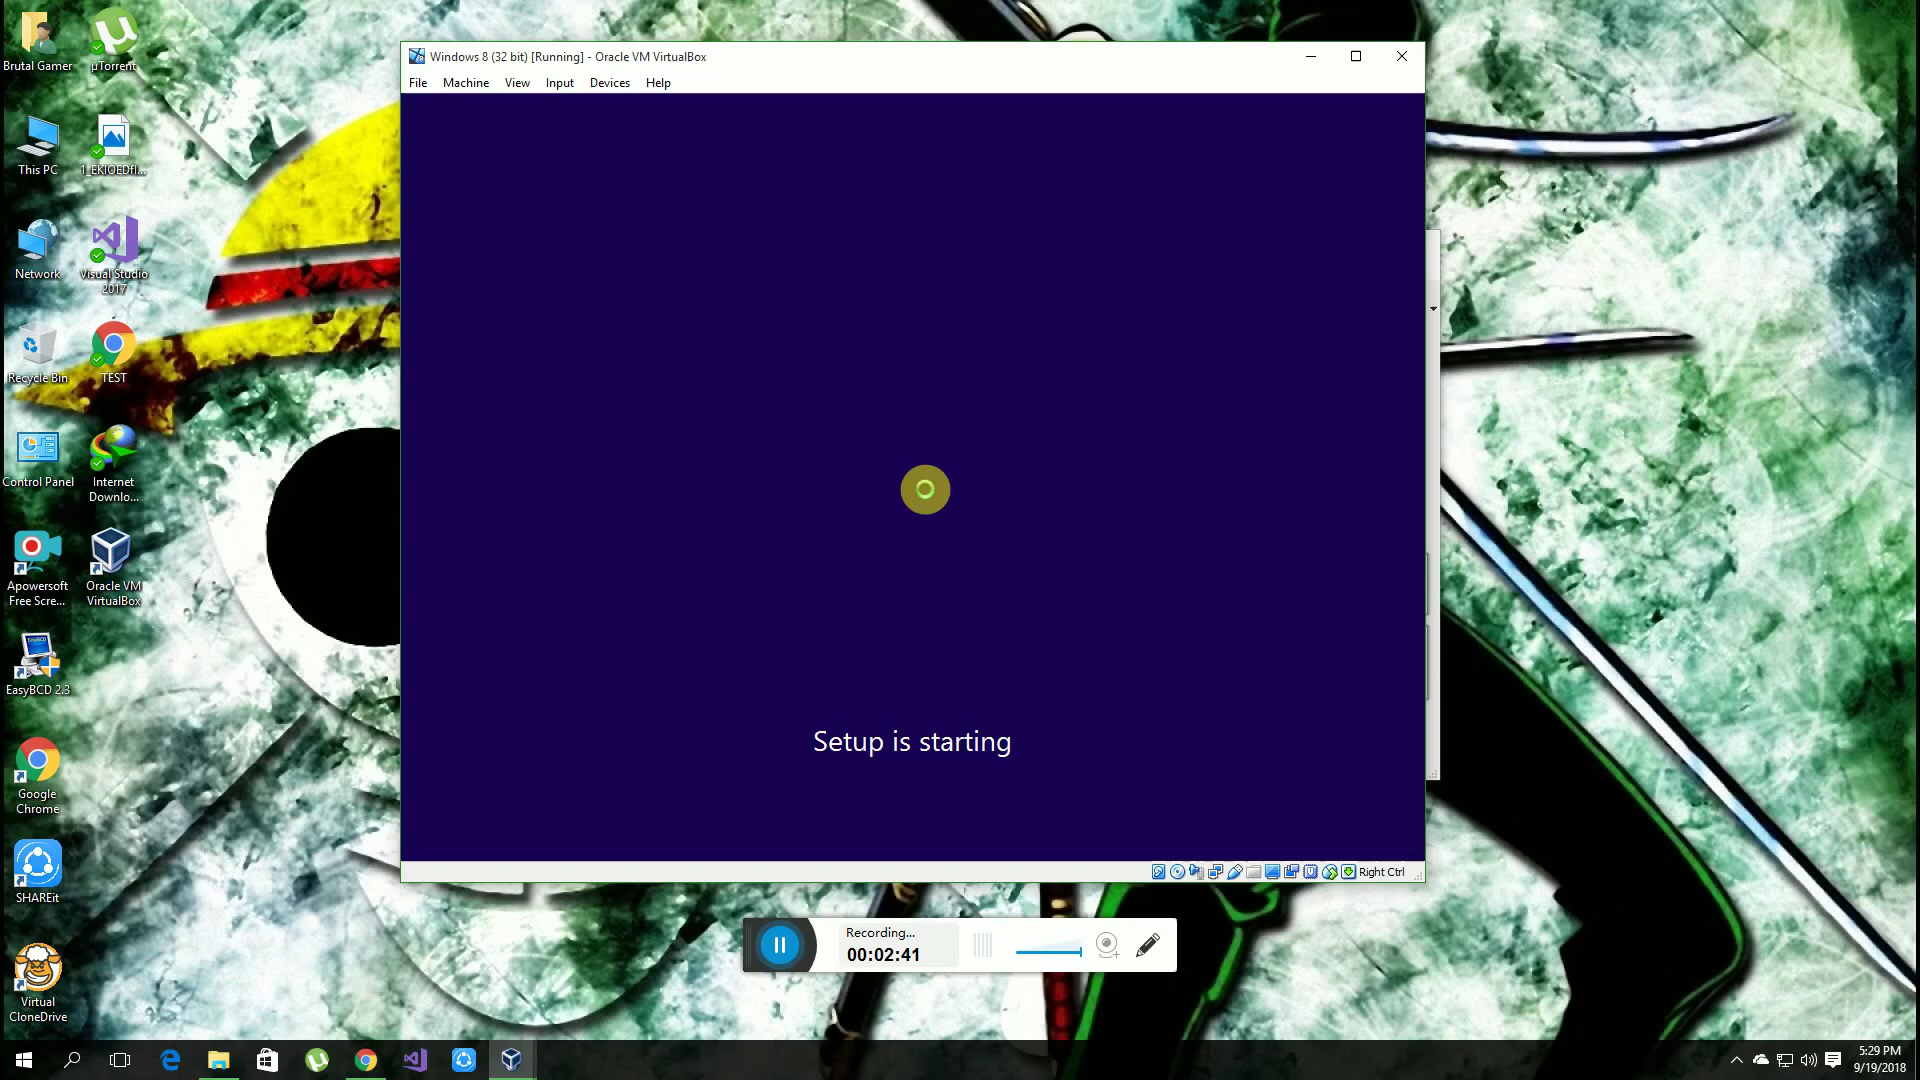 Brutal Gamer
µTorrent
This PC
1_EKIOEDfl...
Network
Visual Studio
2017
Recycle Bin
TEST
Control Panel
Internet
Downlo...
Apowersoft
Free Scre...
Oracle VM
VirtualBox
EasyBCD 2.3
Google
Chrome
SHAREit
Virtual
CloneDrive
Windows 8 (32 bit) [Running] - Oracle VM VirtualBox
File Machine View Input Devices Help
Setup is starting
Right Ctrl
Recording...
00:02:41
5:29 PM
9/19/2018